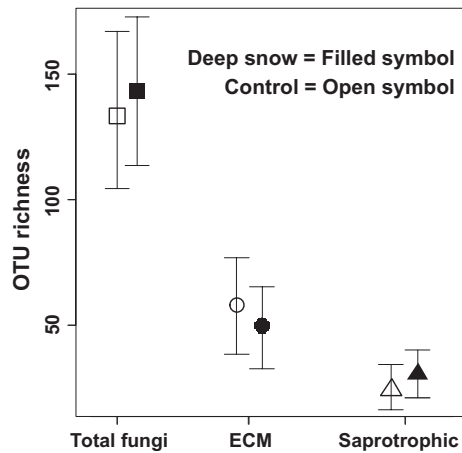 Deep snow = Filled symbol
Control = Open symbol
OTU richness
150
100
50
Total fungi
ECM
Saprotrophic